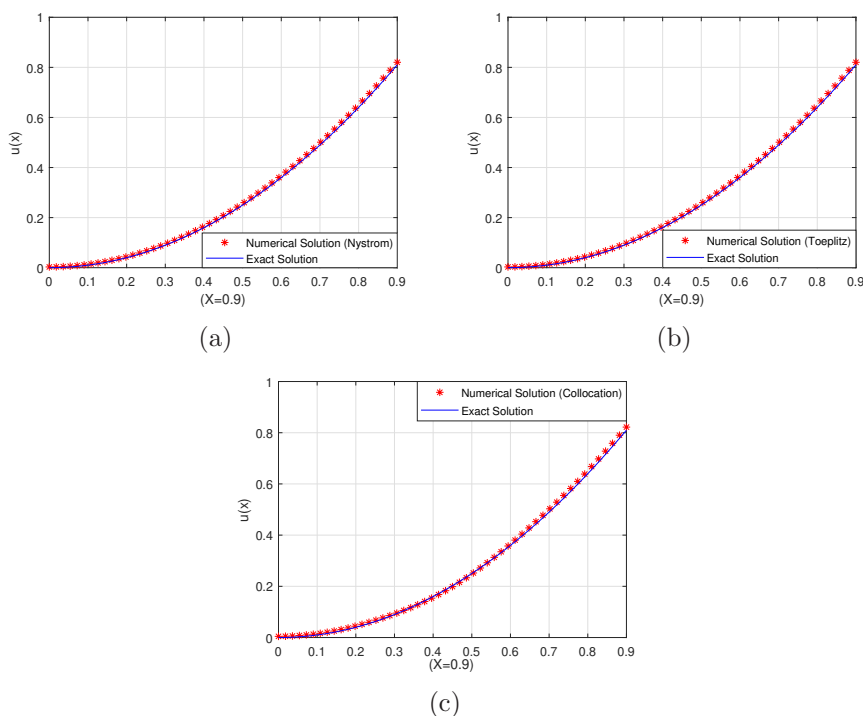 1
0.8
0.6
0.4
0.2
0
u(x)
0 0.1 0.2 0.3 0.4 0.5 0.6 0.7 0.8 0.9
(X=0.9)
Numerical Solution (Nystrom)
Exact Solution
(a)
1
0.8
0.6
0.4
0.2
0
u(x)
0 0.1 0.2 0.3 0.4 0.5 0.6 0.7 0.8 0.9
(X=0.9)
Numerical Solution (Toeplitz)
Exact Solution
(b)
1
0.8
0.6
0.4
0.2
0
u(x)
0 0.1 0.2 0.3 0.4 0.5 0.6 0.7 0.8 0.9
(X=0.9)
Numerical Solution (Collocation)
Exact Solution
(c)